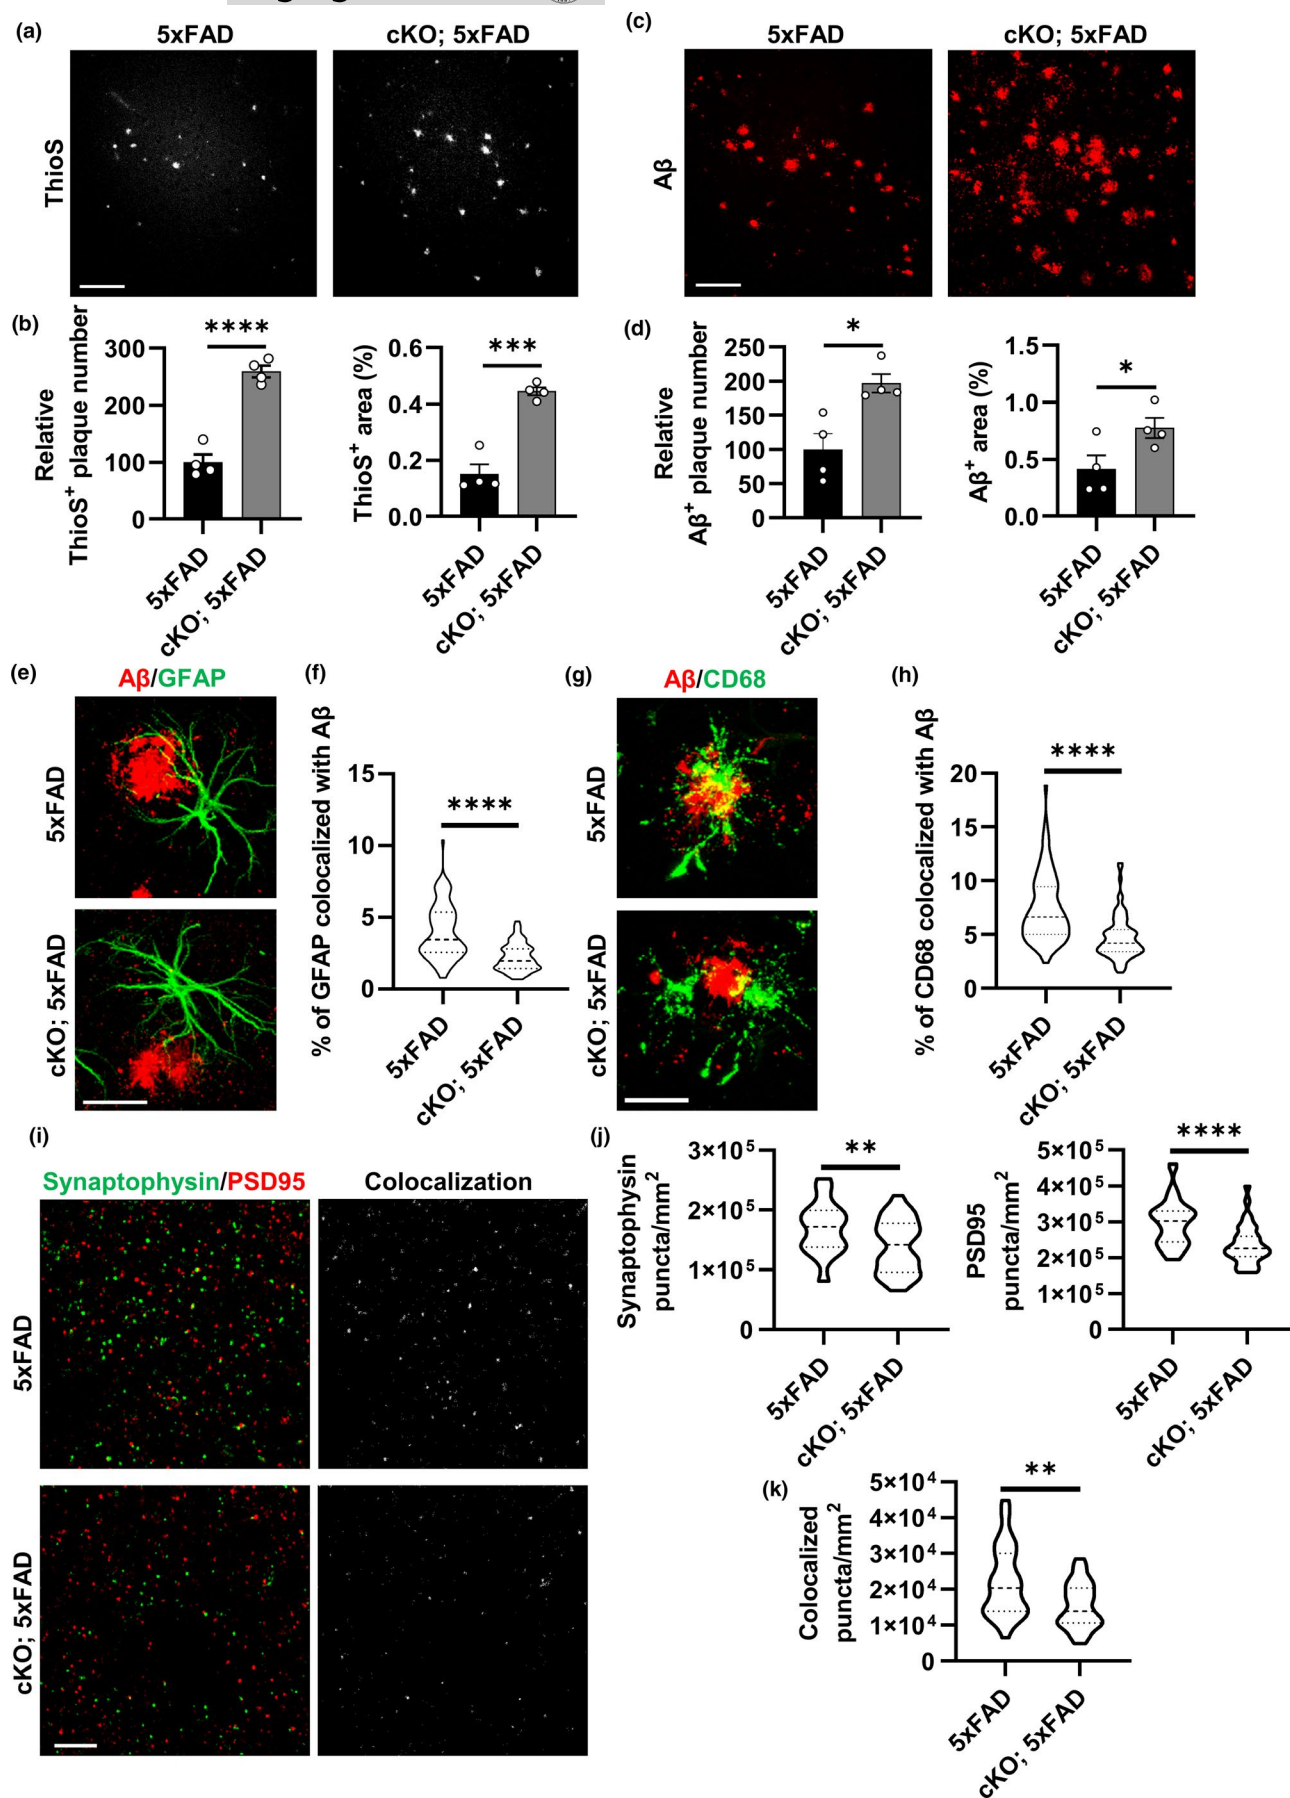 (a)
5xFAD
cKO; 5xFAD
ThioS
(c)
5xFAD
cKO; 5xFAD
Aβ
(b)
Relative
ThioS⁺ plaque number
300
200
100
0
****
5xFAD
cKO; 5xFAD
ThioS⁺ area (%)
0.6
0.4
0.2
0.0
***
5xFAD
cKO; 5xFAD
(d)
Relative
Aβ⁺ plaque number
250
200
150
100
50
0
*
5xFAD
cKO; 5xFAD
Aβ⁺ area (%)
1.5
1.0
0.5
0.0
*
5xFAD
cKO; 5xFAD
(e)
Aβ/GFAP
5xFAD
cKO; 5xFAD
(f)
% of GFAP colocalized with Aβ
15
10
5
0
****
5xFAD
cKO; 5xFAD
(g)
Aβ/CD68
5xFAD
cKO; 5xFAD
(h)
% of CD68 colocalized with Aβ
20
15
10
5
0
****
5xFAD
cKO; 5xFAD
(i)
Synaptophysin/PSD95
Colocalization
5xFAD
cKO; 5xFAD
(j)
Synaptophysin
puncta/mm²
3×10⁵
2×10⁵
1×10⁵
0
**
5xFAD
cKO; 5xFAD
PSD95
puncta/mm²
5×10⁵
4×10⁵
3×10⁵
2×10⁵
1×10⁵
0
****
5xFAD
cKO; 5xFAD
(k)
Colocalized
puncta/mm²
5×10⁴
4×10⁴
3×10⁴
2×10⁴
1×10⁴
0
**
5xFAD
cKO; 5xFAD